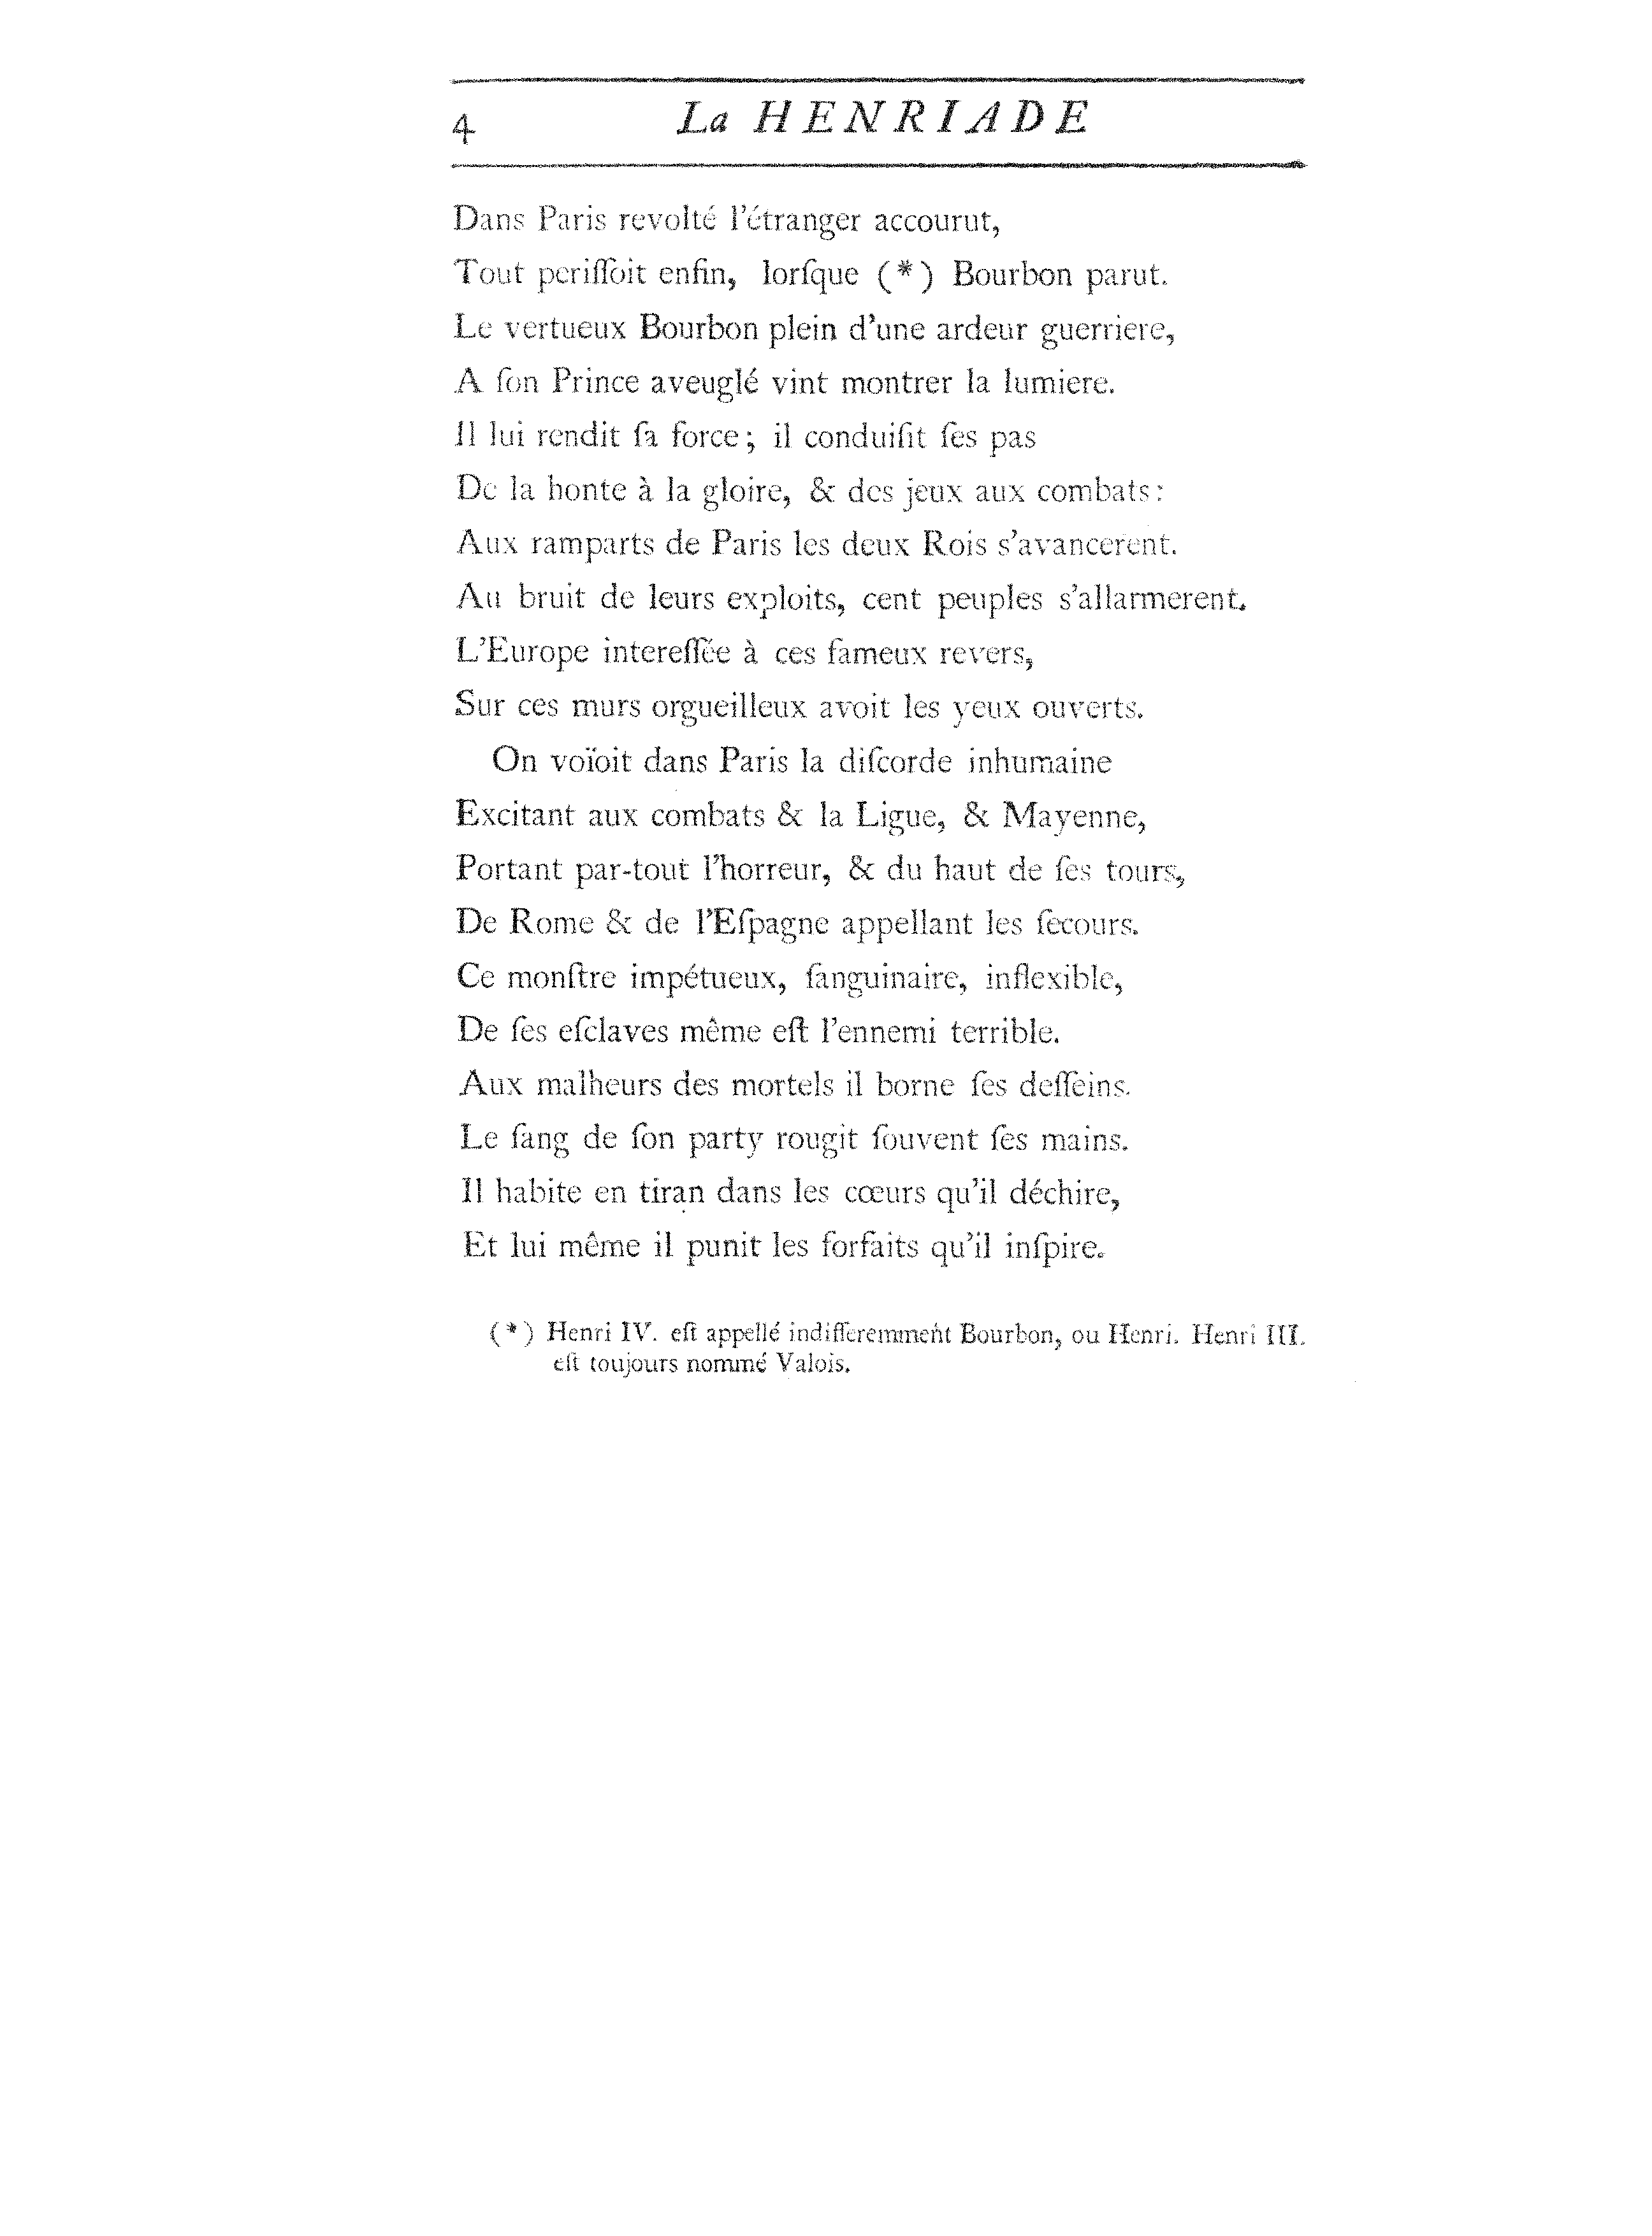 4 La HENRIADE
Dans Paris revolté l'étranger accourut,
Tout periſſoit enfin, lorſque (*) Bourbon parut.
Le vertueux Bourbon plein d'une ardeur guerriere,
A ſon Prince aveuglé vint montrer la lumiere.
Il lui rendit ſa force; il conduiſit ſes pas
De la honte à la gloire, & des jeux aux combats:
Aux ramparts de Paris les deux Rois s'avancerent.
Au bruit de leurs exploits, cent peuples s'allarmerent.
L'Europe intereſſée à ces fameux revers,
Sur ces murs orgueilleux avoit les yeux ouverts.
On voïoit dans Paris la diſcorde inhumaine
Excitant aux combats & la Ligue, & Mayenne,
Portant par-tout l'horreur, & du haut de ſes tours,
De Rome & de l'Eſpagne appellant les ſecours.
Ce monſtre impétueux, ſanguinaire, inflexible,
De ſes eſclaves même eſt l'ennemi terrible.
Aux malheurs des mortels il borne ſes deſſeins.
Le ſang de ſon party rougit ſouvent ſes mains.
Il habite en tiran dans les cœurs qu'il déchire,
Et lui même il punit les forfaits qu'il inſpire.
(*) Henri IV. eſt appellé indifferemment Bourbon, ou Henri. Henri III.
eſt toujours nommé Valois.